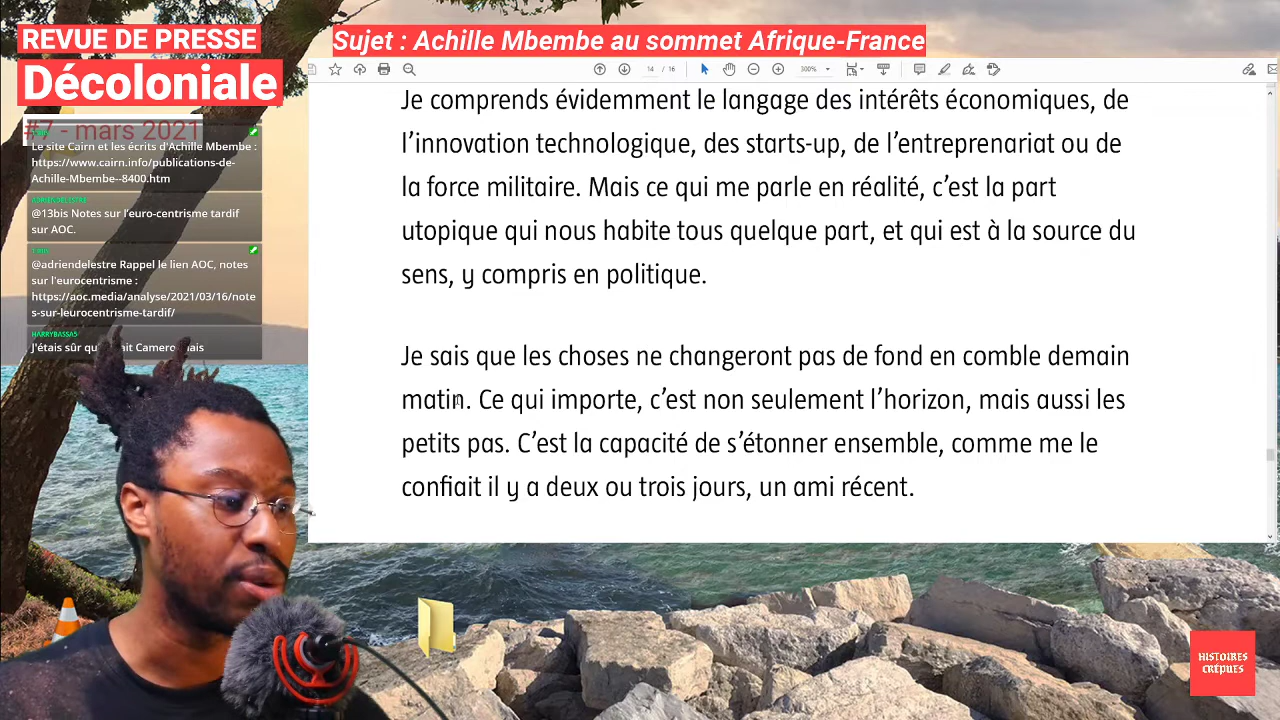 REVUE DE PRESSE
Décoloniale
#7 - mars 2021
Sujet : Achille Mbembe au sommet Afrique-France
14 / 16
300%
Le site Cairn et les écrits d'Achille Mbembe :
https://www.cairn.info/publications-de-
Achille-Mbembe--8400.htm
ADRIENDELESTRE
@13bis Notes sur l'euro-centrisme tardif
sur AOC.
@adriendelestre Rappel le lien AOC, notes
sur l'eurocentrisme :
https://aoc.media/analyse/2021/03/16/note
s-sur-leurocentrisme-tardif/
HARRYBASSA5
J'étais sûr
Je comprends évidemment le langage des intérêts économiques, de
l'innovation technologique, des starts-up, de l'entreprenariat ou de
la force militaire. Mais ce qui me parle en réalité, c'est la part
utopique qui nous habite tous quelque part, et qui est à la source du
sens, y compris en politique.
Je sais que les choses ne changeront pas de fond en comble demain
matin. Ce qui importe, c'est non seulement l'horizon, mais aussi les
petits pas. C'est la capacité de s'étonner ensemble, comme me le
confiait il y a deux ou trois jours, un ami récent.
HISTOIRES
CRÉPUES